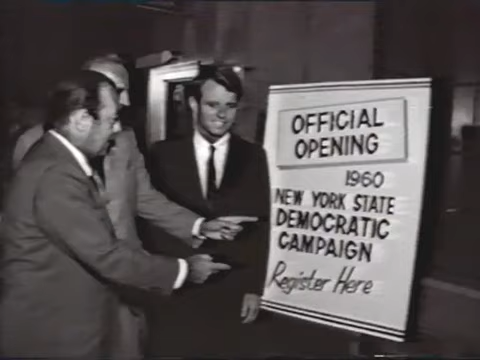 OFFICIAL
OPENING
1960
NEW YORK STATE
DEMOCRATIC
CAMPAIGN
Register Here